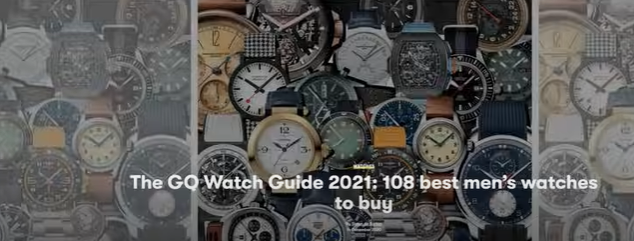 The GQ Watch Guide 2021: 108 best men's watches
to buy